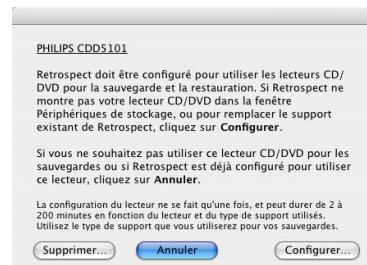 PHILIPS CDD5101
Retrospect doit être configuré pour utiliser les lecteurs CD/
DVD pour la sauvegarde et la restauration. Si Retrospect ne
montre pas votre lecteur CD/DVD dans la fenêtre
Périphériques de stockage, ou pour remplacer le support
existant de Retrospect, cliquez sur Configurer.
Si vous ne souhaitez pas utiliser ce lecteur CD/DVD pour les
sauvegardes ou si Retrospect est déjà configuré pour utiliser
ce lecteur, cliquez sur Annuler.
La configuration du lecteur ne se fait qu'une fois, et peut durer de 2 à
200 minutes en fonction du lecteur et du type de support utilisés.
Utilisez le type de support que vous utiliserez pour vos sauvegardes.
Supprimer... Annuler Configurer...